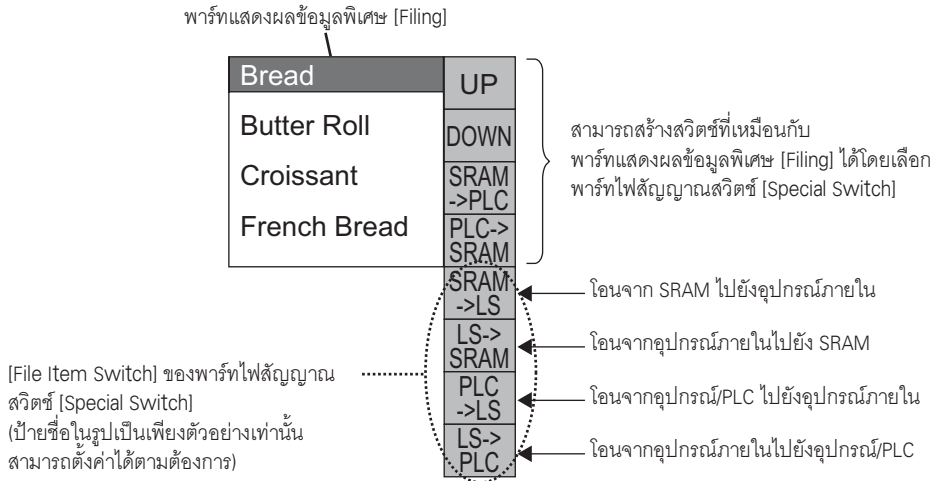 พาร์ทแสดงผลข้อมูลพิเศษ [Filing]
Bread
Butter Roll
Croissant
French Bread
UP
DOWN
SRAM
->PLC
PLC->
SRAM
SRAM
->LS
LS->
SRAM
PLC
->LS
LS->
PLC
สามารถสร้างสวิตช์ที่เหมือนกับ
พาร์ทแสดงผลข้อมูลพิเศษ [Filing] ได้โดยเลือก
พาร์ทไฟสัญญาณสวิตช์ [Special Switch]
โอนจาก SRAM ไปยังอุปกรณ์ภายใน
โอนจากอุปกรณ์ภายในไปยัง SRAM
โอนจากอุปกรณ์/PLC ไปยังอุปกรณ์ภายใน
โอนจากอุปกรณ์ภายในไปยังอุปกรณ์/PLC
[File Item Switch] ของพาร์ทไฟสัญญาณ
สวิตช์ [Special Switch]
(ป้ายชื่อในรูปเป็นเพียงตัวอย่างเท่านั้น
สามารถตั้งค่าได้ตามต้องการ)